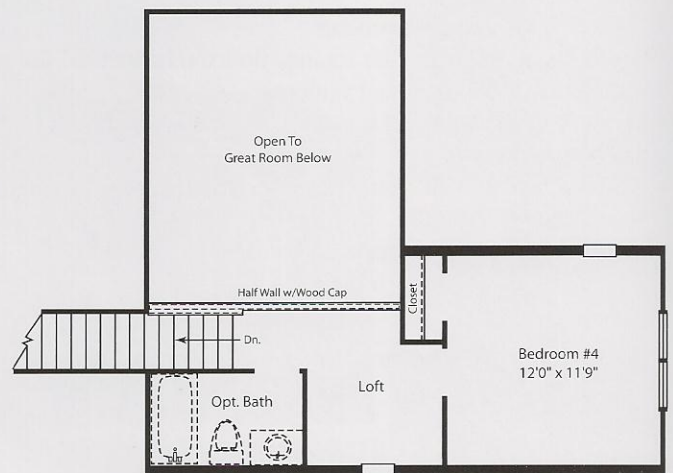 Open To
Great Room Below
Half Wall w/Wood Cap
Closet
Dn.
Bedroom #4
12'0" x 11'9"
Loft
Opt. Bath